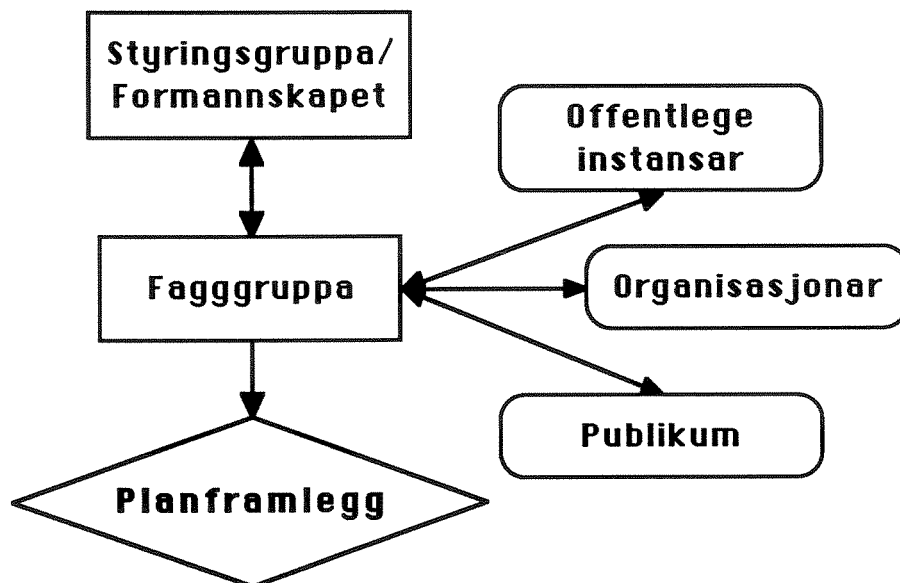 Styringsgruppa/
Formannskapet
Offentlege
instansar
Fagggruppa
Organisasjonar
Publikum
Planframlegg